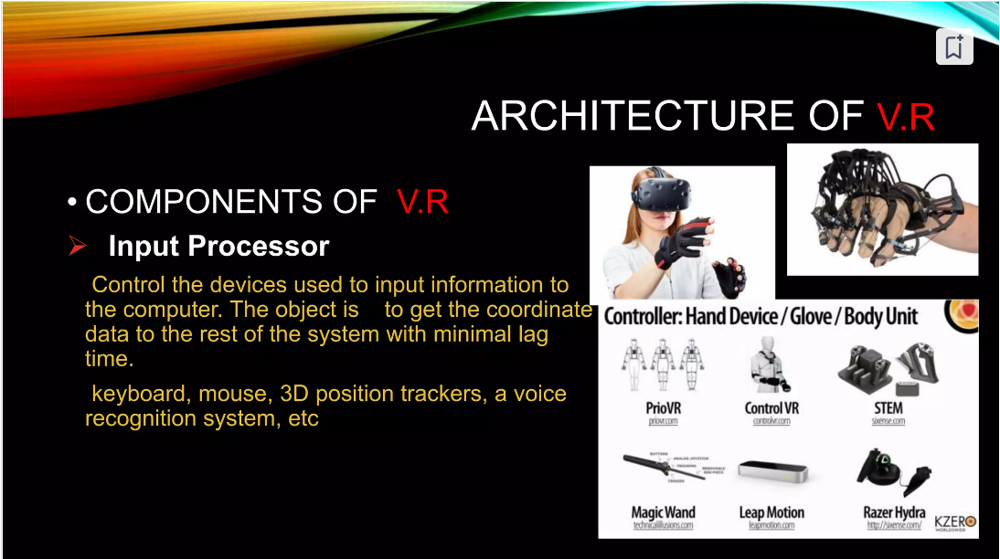 ARCHITECTURE OF V.R
• COMPONENTS OF V.R
➢ Input Processor
Control the devices used to input information to
the computer. The object is to get the coordinate
data to the rest of the system with minimal lag
time.
keyboard, mouse, 3D position trackers, a voice
recognition system, etc
Controller: Hand Device / Glove / Body Unit
PrioVR
priovr.com
Control VR
controlvr.com
STEM
sixense.com
BUTTONS
ANALOG JOYSTICK
TRACKING
REMOVABLE
AND PARTS
TRIGGER
Magic Wand
technicalillusions.com
Leap Motion
leapmotion.com
Razer Hydra
http://sixense.com/
KZERO
WORLDWIDE